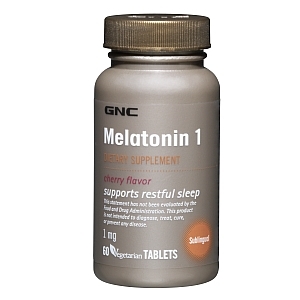 GNC
Melatonin 1
DIETARY SUPPLEMENT
cherry flavor
supports restful sleep
This statement has not been evaluated by the
Food and Drug Administration. This product
is not intended to diagnose, treat, cure,
or prevent any disease.
1 mg
Sublingual
60 Vegetarian TABLETS